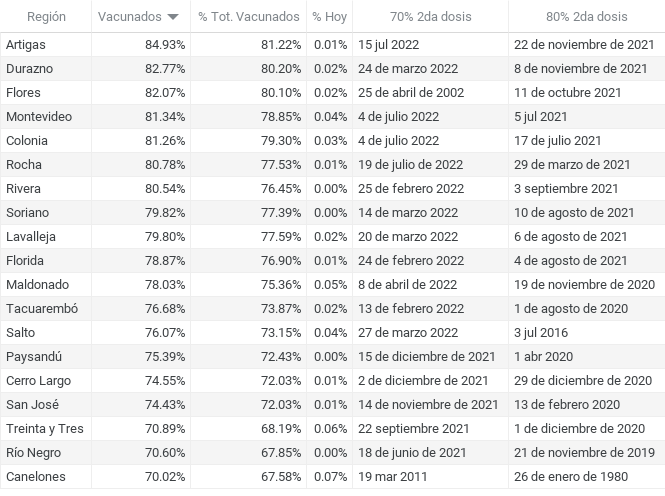 Región Vacunados % Tot. Vacunados % Hoy 70% 2da dosis 80% 2da dosis
Artigas 84.93% 81.22% 0.01% 15 jul 2022 22 de noviembre de 2021
Durazno 82.77% 80.20% 0.02% 24 de marzo 2022 8 de noviembre de 2021
Flores 82.07% 80.10% 0.02% 25 de abril de 2002 11 de octubre 2021
Montevideo 81.34% 78.85% 0.04% 4 de julio 2022 5 jul 2021
Colonia 81.26% 79.30% 0.03% 4 de julio 2022 17 de julio 2021
Rocha 80.78% 77.53% 0.01% 19 de julio de 2022 29 de marzo de 2021
Rivera 80.54% 76.45% 0.00% 25 de febrero 2022 3 septiembre 2021
Soriano 79.82% 77.39% 0.00% 14 de marzo 2022 10 de agosto de 2021
Lavalleja 79.80% 77.59% 0.02% 20 de marzo 2022 6 de agosto de 2021
Florida 78.87% 76.90% 0.01% 24 de febrero 2022 4 de agosto de 2021
Maldonado 78.03% 75.36% 0.05% 8 de abril de 2022 19 de noviembre de 2020
Tacuarembó 76.68% 73.87% 0.02% 13 de febrero 2022 1 de agosto de 2020
Salto 76.07% 73.15% 0.04% 27 de marzo 2022 3 jul 2016
Paysandú 75.39% 72.43% 0.00% 15 de diciembre de 2021 1 abr 2020
Cerro Largo 74.55% 72.03% 0.01% 2 de diciembre de 2021 29 de diciembre de 2020
San José 74.43% 72.03% 0.01% 14 de noviembre de 2021 13 de febrero 2020
Treinta y Tres 70.89% 68.19% 0.06% 22 septiembre 2021 1 de diciembre de 2020
Río Negro 70.60% 67.85% 0.00% 18 de junio de 2021 21 de noviembre de 2019
Canelones 70.02% 67.58% 0.07% 19 mar 2011 26 de enero de 1980